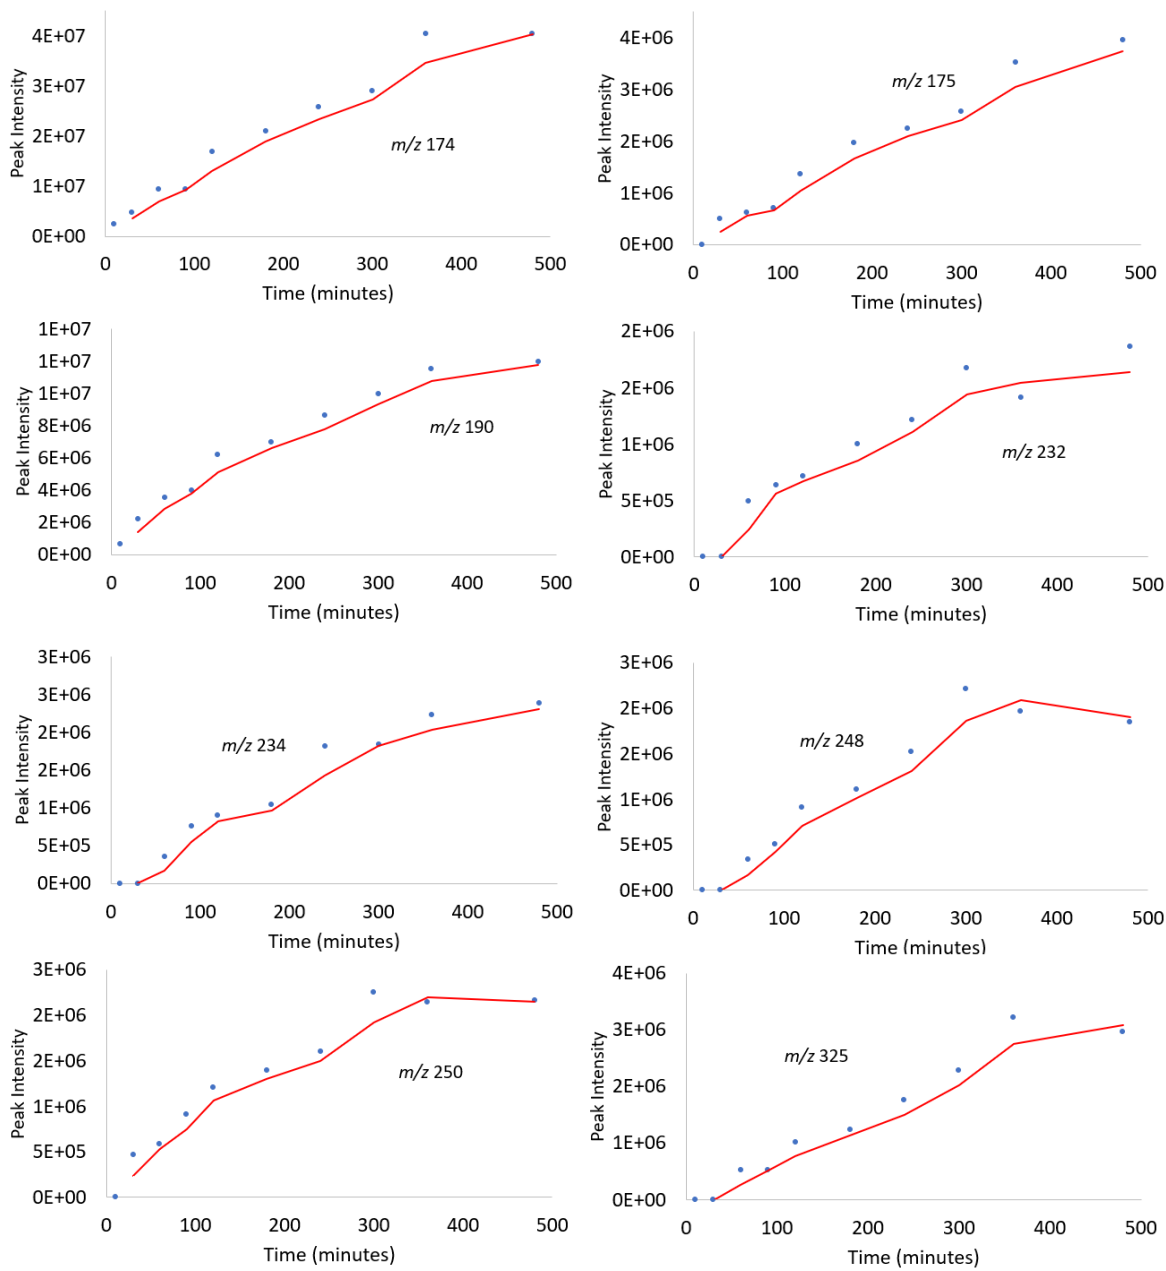 4E+07
3E+07
2E+07
1E+07
0E+00
Peak Intensity
m/z 174
0 100 200 300 400 500
Time (minutes)
4E+06
3E+06
2E+06
1E+06
0E+00
Peak Intensity
m/z 175
0 100 200 300 400 500
Time (minutes)
1E+07
1E+07
1E+07
8E+06
6E+06
4E+06
2E+06
0E+00
Peak Intensity
m/z 190
0 100 200 300 400 500
Time (minutes)
2E+06
2E+06
1E+06
5E+05
0E+00
Peak Intensity
m/z 232
0 100 200 300 400 500
Time (minutes)
3E+06
3E+06
2E+06
2E+06
1E+06
5E+05
0E+00
Peak Intensity
m/z 234
0 100 200 300 400 500
Time (minutes)
3E+06
2E+06
2E+06
1E+06
5E+05
0E+00
Peak Intensity
m/z 248
0 100 200 300 400 500
Time (minutes)
3E+06
2E+06
2E+06
1E+06
5E+05
0E+00
Peak Intensity
m/z 250
0 100 200 300 400 500
Time (minutes)
4E+06
3E+06
2E+06
1E+06
0E+00
Peak Intensity
m/z 325
0 100 200 300 400 500
Time (minutes)